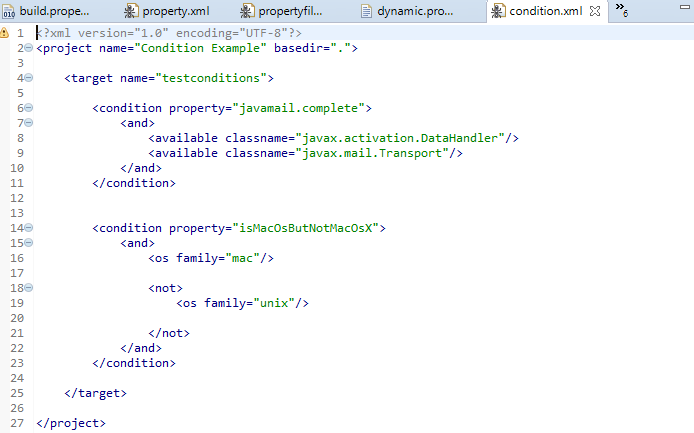 build.prope... property.xml propertyfil... dynamic.pro... condition.xml »6
1 <?xml version="1.0" encoding="UTF-8"?>
2 <project name="Condition Example" basedir=".">
3
4 <target name="testconditions">
5
6 <condition property="javamail.complete">
7 <and>
8 <available classname="javax.activation.DataHandler"/>
9 <available classname="javax.mail.Transport"/>
10 </and>
11 </condition>
12
13
14 <condition property="isMacOsButNotMacOsX">
15 <and>
16 <os family="mac"/>
17
18 <not>
19 <os family="unix"/>
20
21 </not>
22 </and>
23 </condition>
24
25 </target>
26
27 </project>